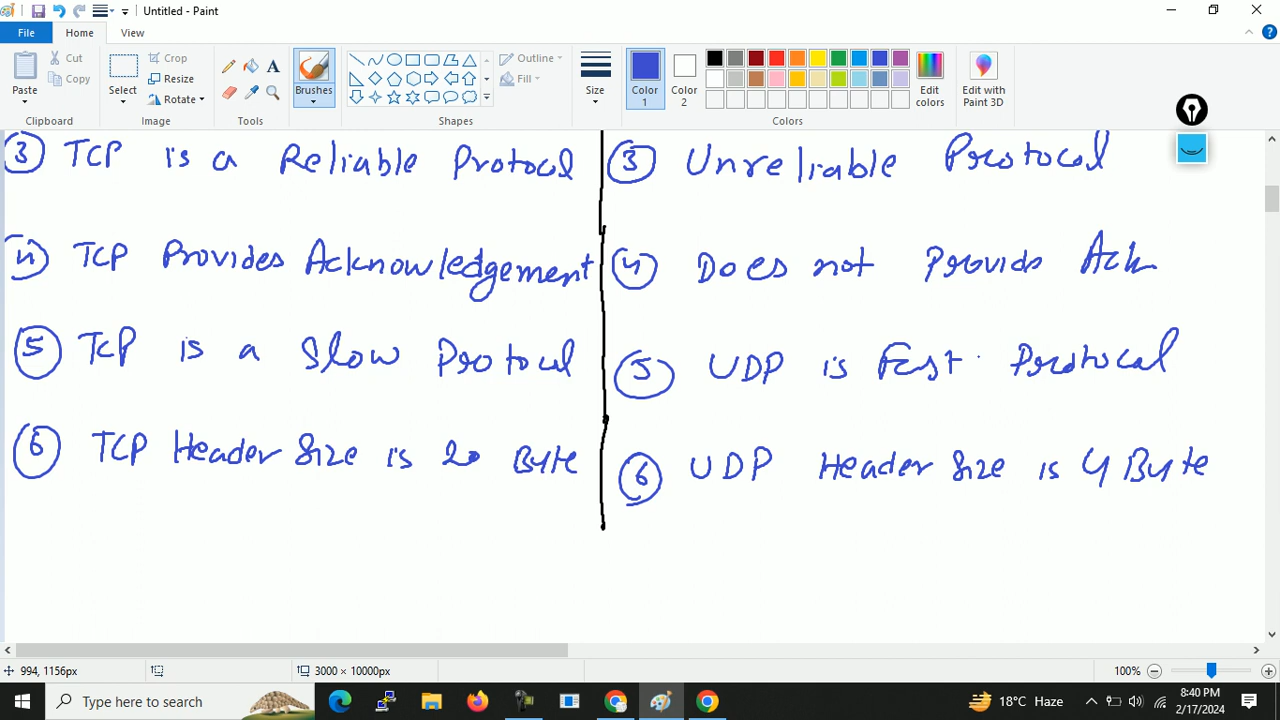 Untitled - Paint
File Home View
Paste Cut Copy Clipboard
Select Crop Resize Rotate Image
Tools
Brushes
Shapes Outline Fill
Size
Color 1 Color 2 Edit colors Edit with Paint 3D Colors
3 TCP is a Reliable Protocol
3 Unreliable Protocol
4 TCP Provides Acknowledgement
4 Does not Provide Ack
5 TCP is a Slow Protocol
5 UDP is Fast Protocol
6 TCP Header Size is 20 Byte
6 UDP Header Size is 4 Byte
994, 1156px 3000 × 10000px 100%
Type here to search 18°C Haze 8:40 PM
2/17/2024